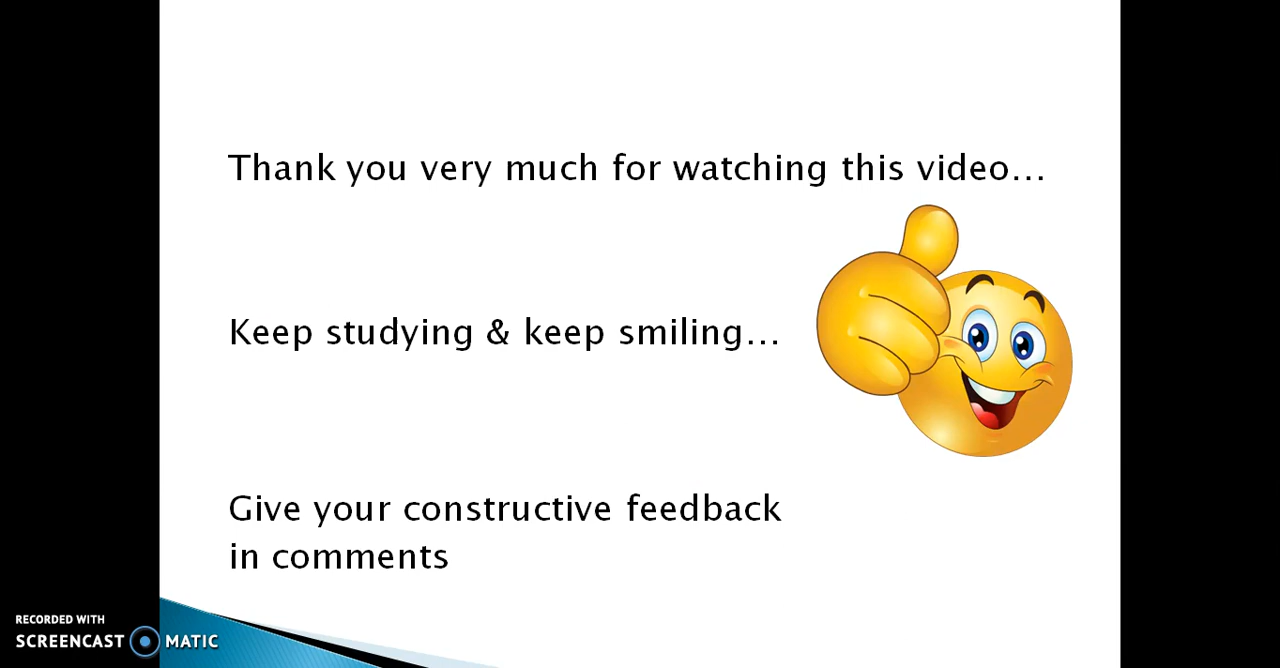 Thank you very much for watching this video...
Keep studying & keep smiling...
Give your constructive feedback
in comments
RECORDED WITH
SCREENCAST MATIC